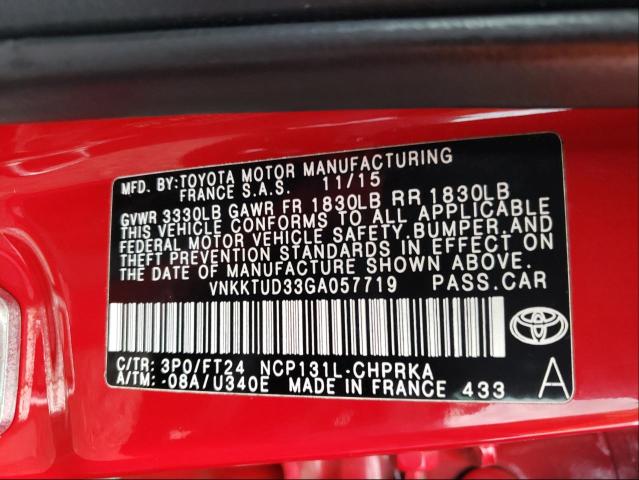 MFD. BY:TOYOTA MOTOR MANUFACTURING
FRANCE S.A.S. 11/15
GVWR 3330LB GAWR FR 1830LB RR 1830LB
THIS VEHICLE CONFORMS TO ALL APPLICABLE
FEDERAL MOTOR VEHICLE SAFETY,BUMPER,AND
THEFT PREVENTION STANDARDS IN EFFECT ON
THE DATE OF MANUFACTURE SHOWN ABOVE.
VNKKTUD33GA057719 PASS.CAR
C/TR: 3P0/FT24 NCP131L-CHPRKA
A/TM: -08A/U340E MADE IN FRANCE 433 A